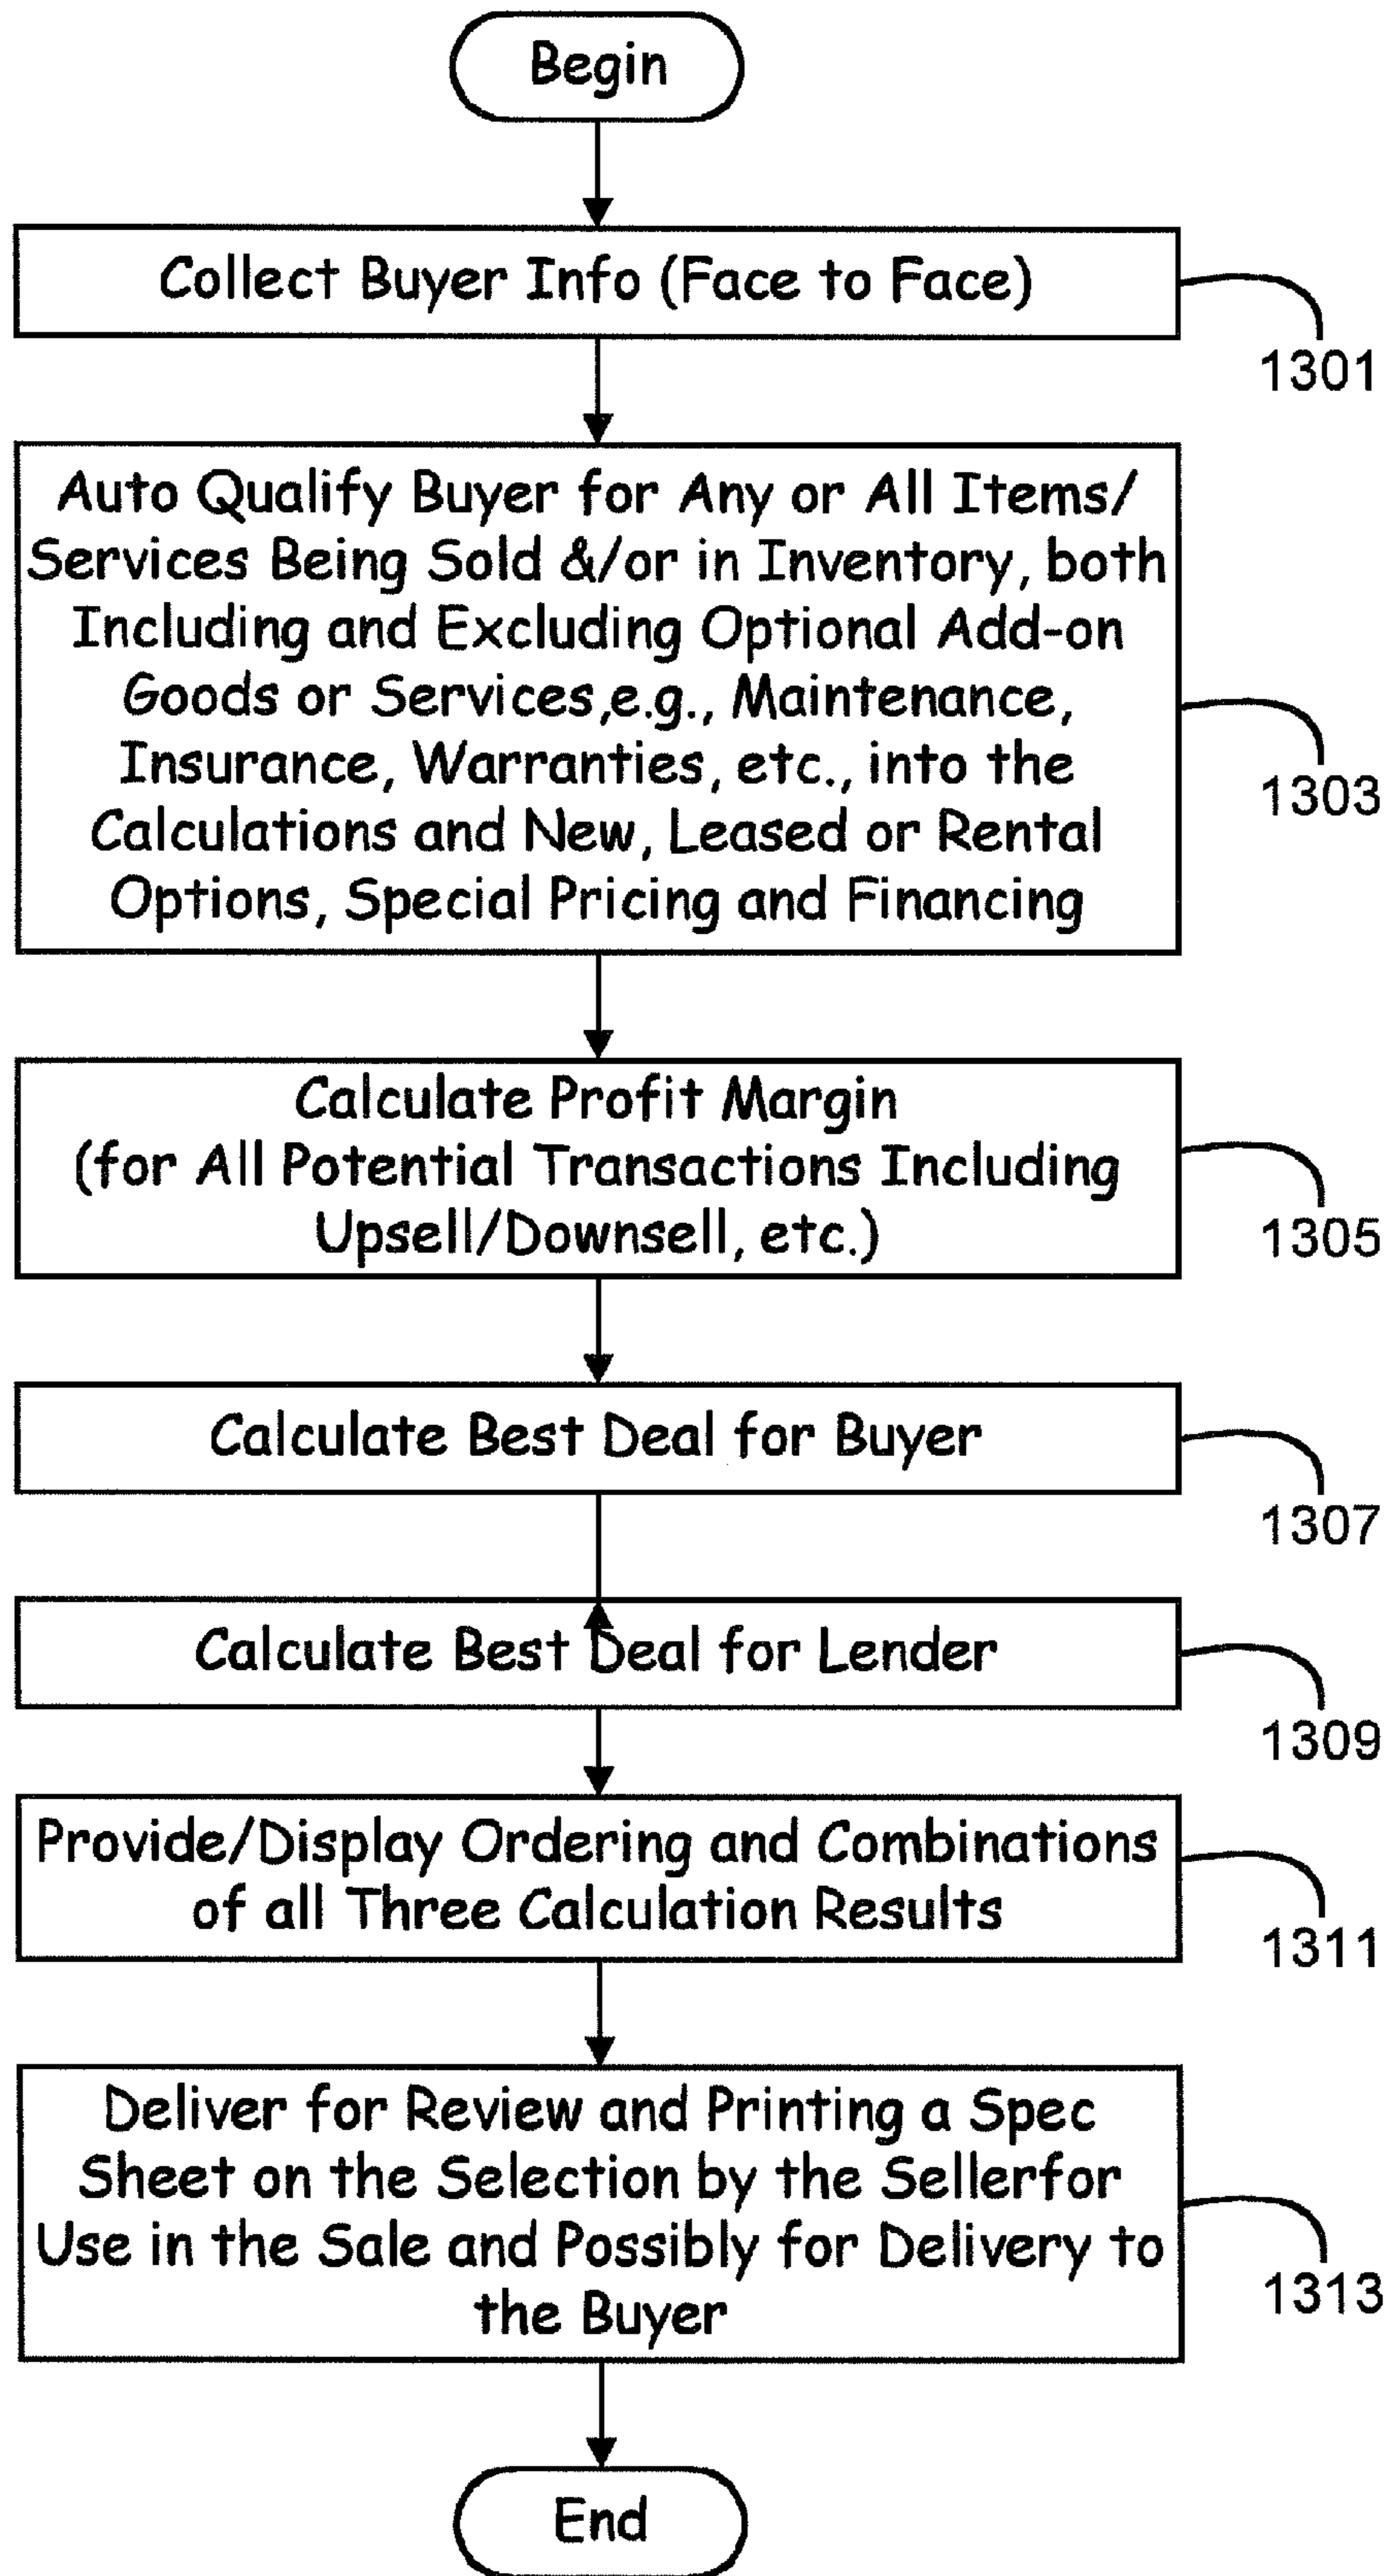 Begin
Collect Buyer Info (Face to Face)
1301
Auto Qualify Buyer for Any or All Items/
Services Being Sold &/or in Inventory, both
Including and Excluding Optional Add-on
Goods or Services,e.g., Maintenance,
Insurance, Warranties, etc., into the
Calculations and New, Leased or Rental
Options, Special Pricing and Financing
1303
Calculate Profit Margin
(for All Potential Transactions Including
Upsell/Downsell, etc.)
1305
Calculate Best Deal for Buyer
1307
Calculate Best Deal for Lender
1309
Provide/Display Ordering and Combinations
of all Three Calculation Results
1311
Deliver for Review and Printing a Spec
Sheet on the Selection by the Sellerfor
Use in the Sale and Possibly for Delivery to
the Buyer
1313
End